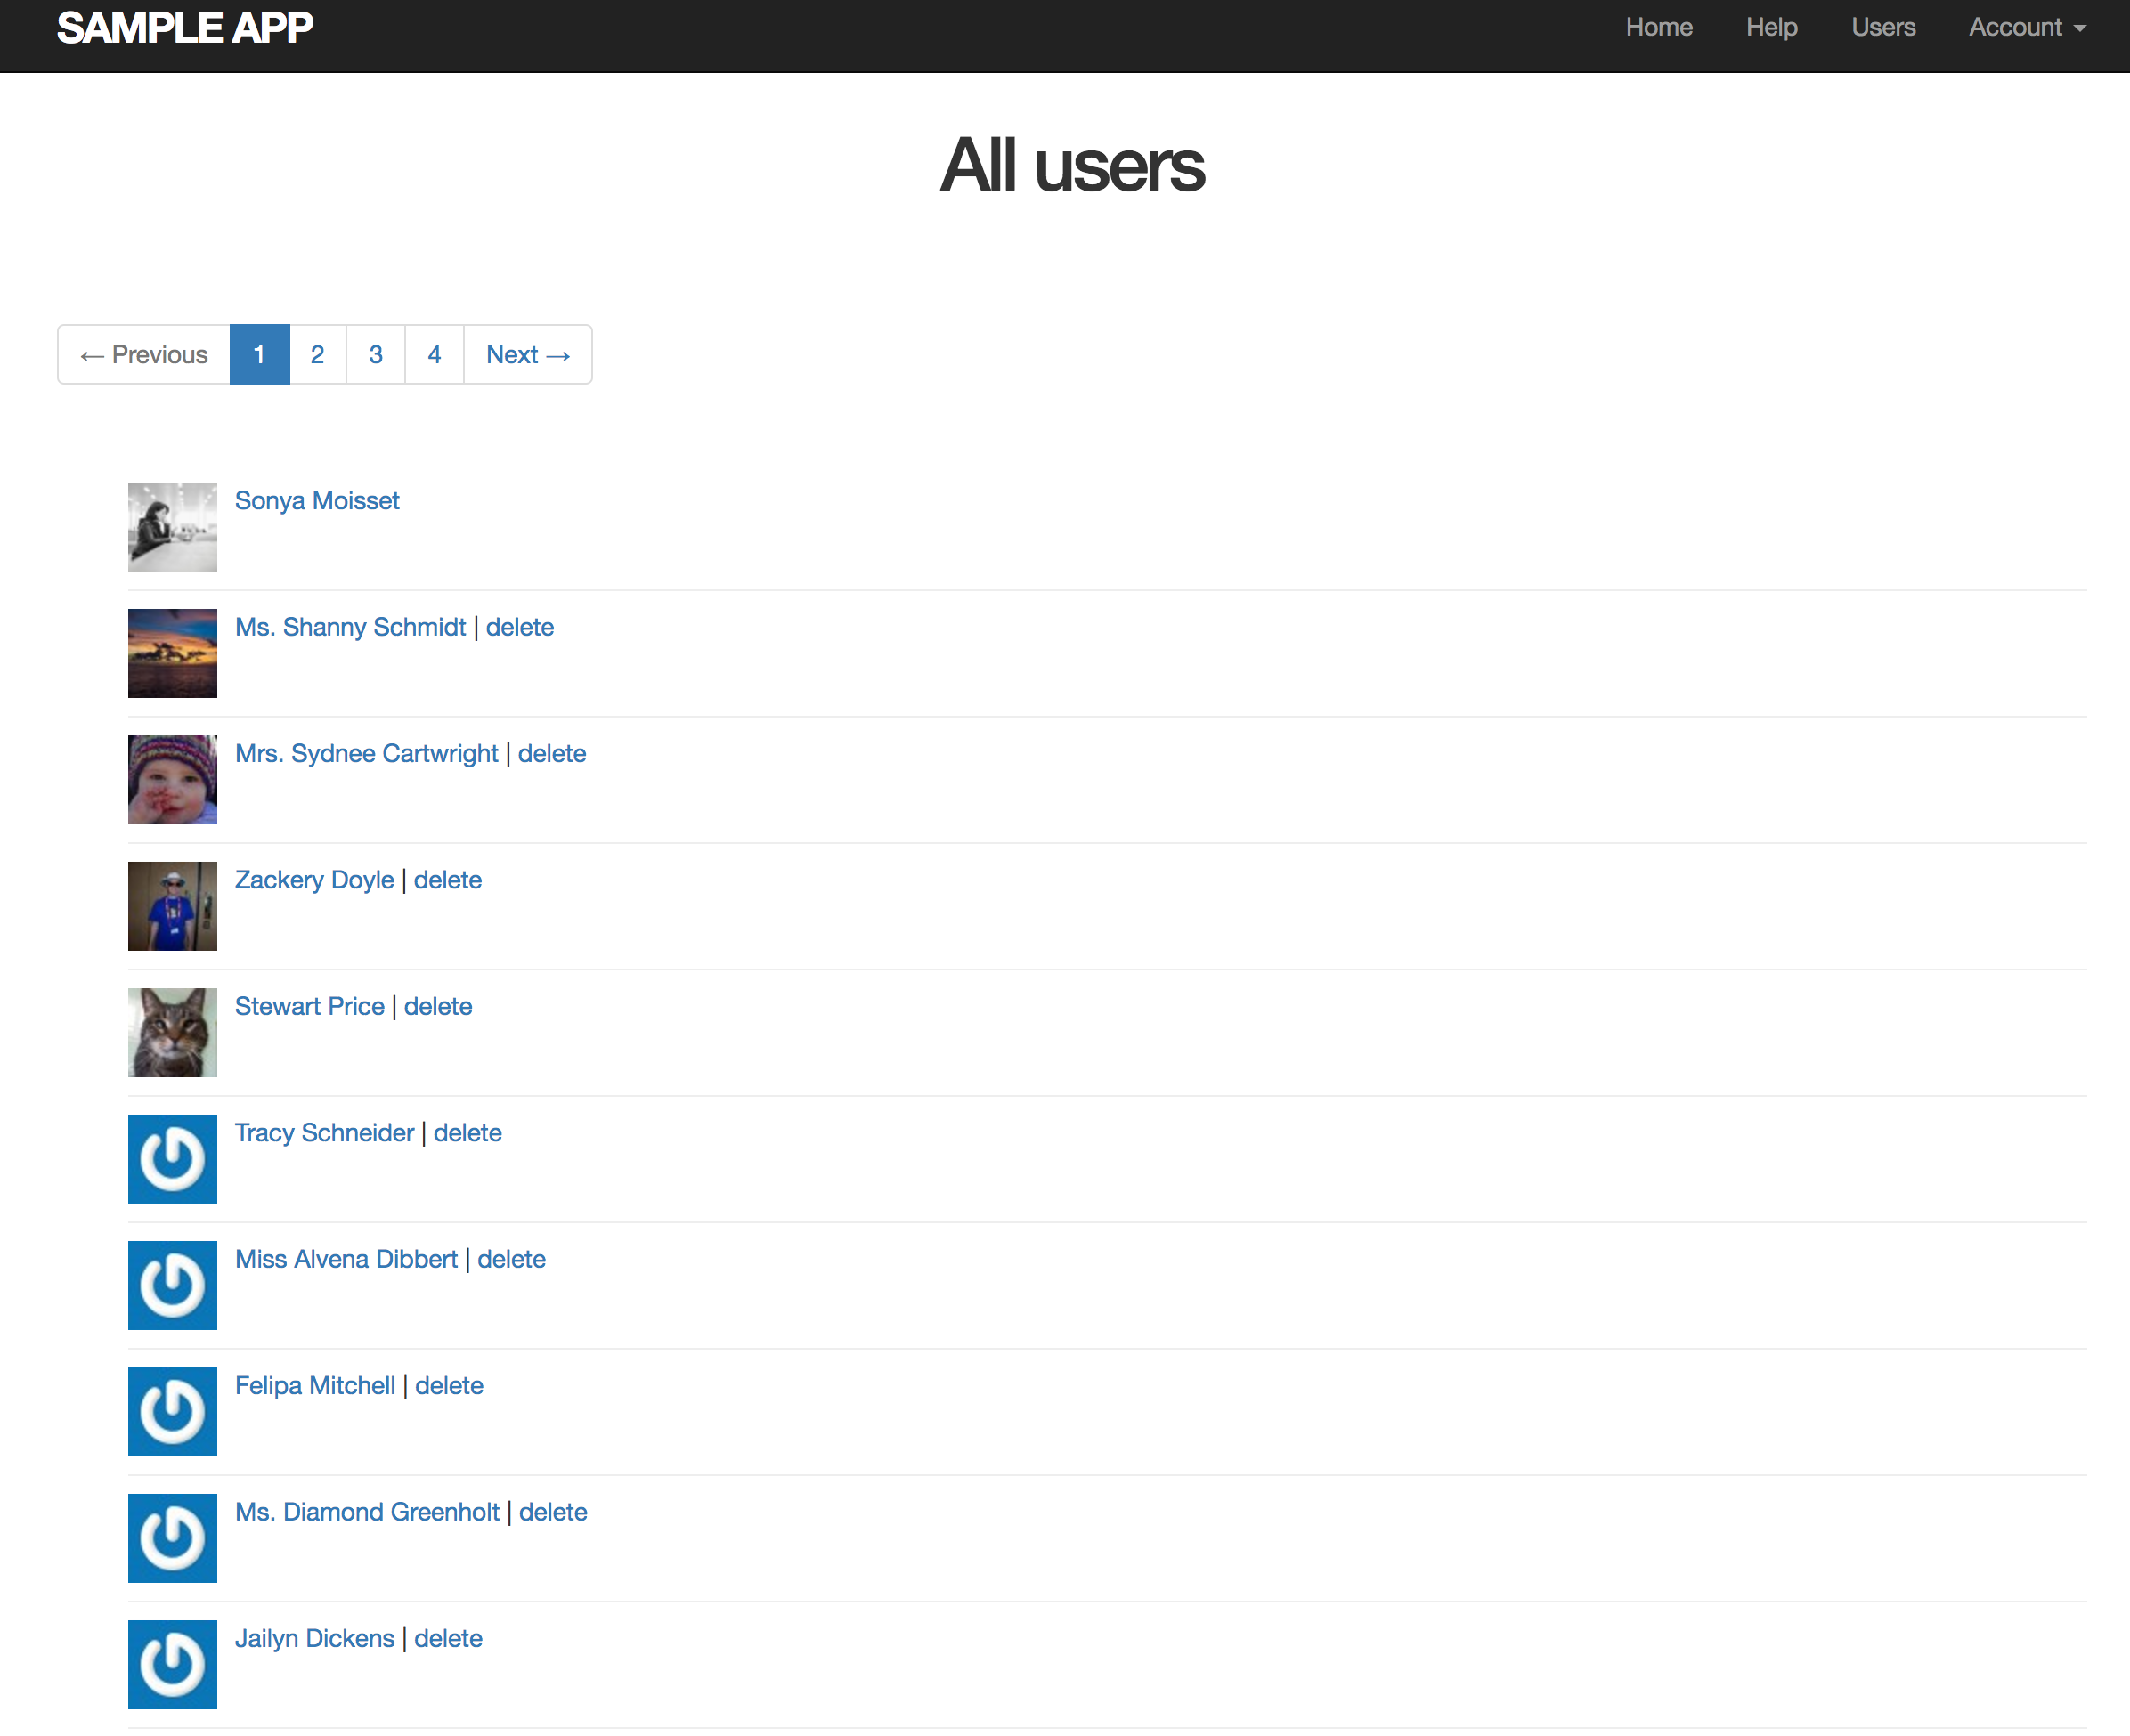 SAMPLE APP Home Help Users Account
All users
← Previous 1 2 3 4 Next →
Sonya Moisset
Ms. Shanny Schmidt | delete
Mrs. Sydnee Cartwright | delete
Zackery Doyle | delete
Stewart Price | delete
Tracy Schneider | delete
Miss Alvena Dibbert | delete
Felipa Mitchell | delete
Ms. Diamond Greenholt | delete
Jailyn Dickens | delete